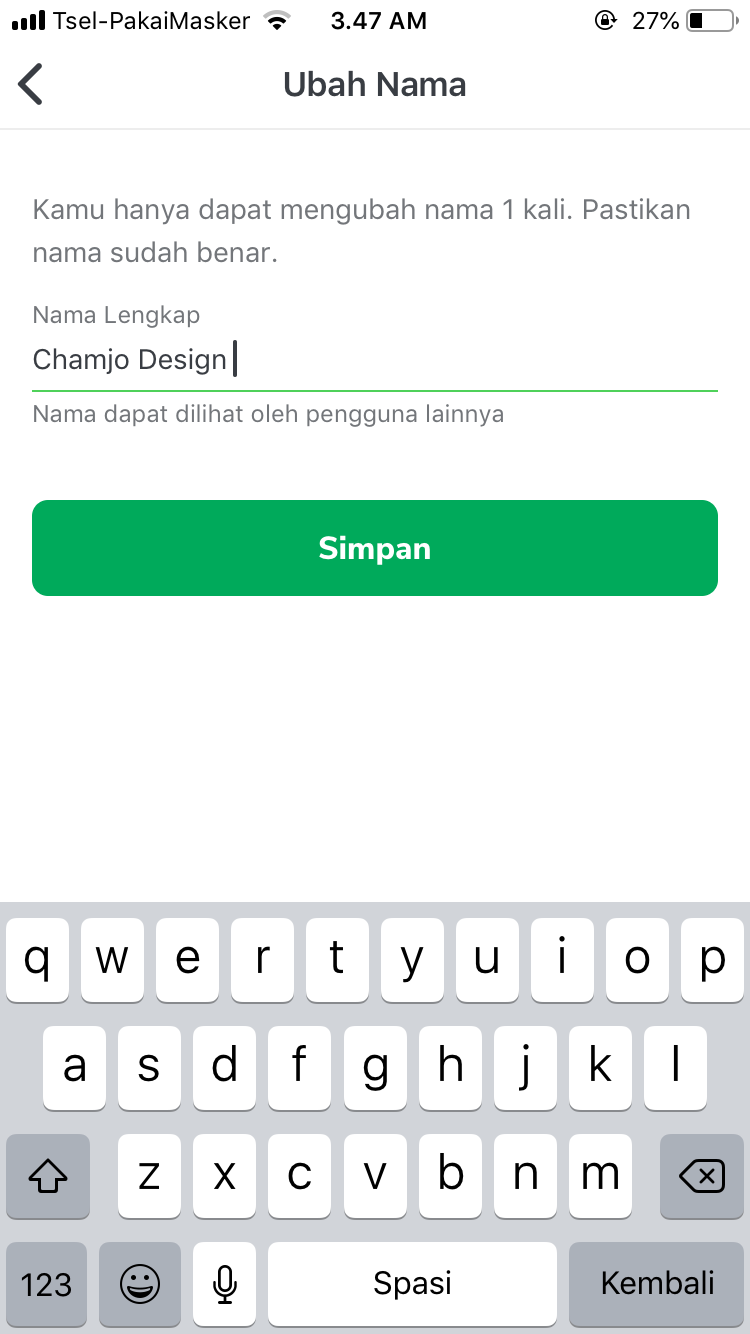 Tsel-PakaiMasker 3.47 AM 27%
Ubah Nama
Kamu hanya dapat mengubah nama 1 kali. Pastikan
nama sudah benar.
Nama Lengkap
Chamjo Design
Nama dapat dilihat oleh pengguna lainnya
Simpan
q w e r t y u i o p
a s d f g h j k l
z x c v b n m
123 Spasi Kembali